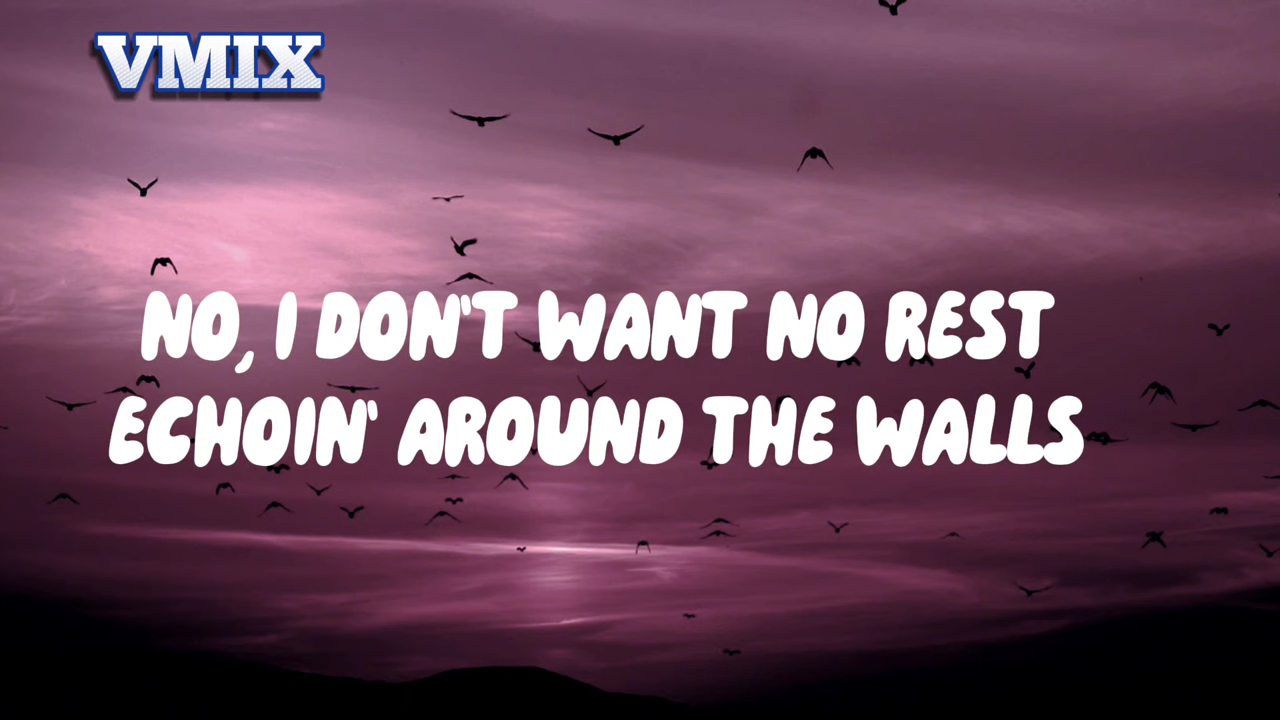 VMIX
NO, I DON'T WANT NO REST
ECHOIN' AROUND THE WALLS